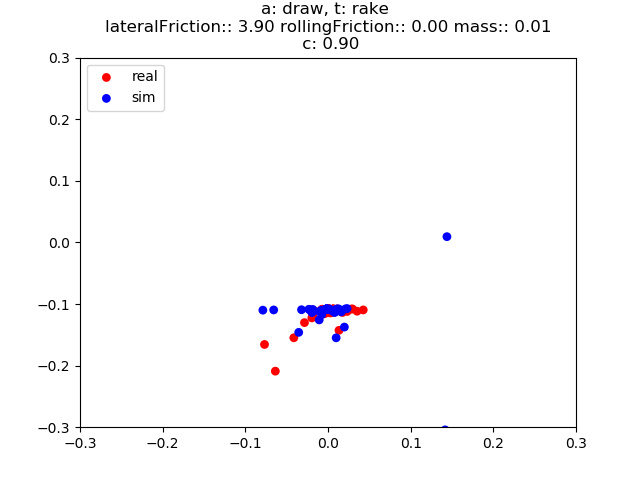 a: draw, t: rake
lateralFriction:: 3.90 rollingFriction:: 0.00 mass:: 0.01
c: 0.90
real
sim
0.3
0.2
0.1
0.0
−0.1
−0.2
−0.3
−0.3 −0.2 −0.1 0.0 0.1 0.2 0.3